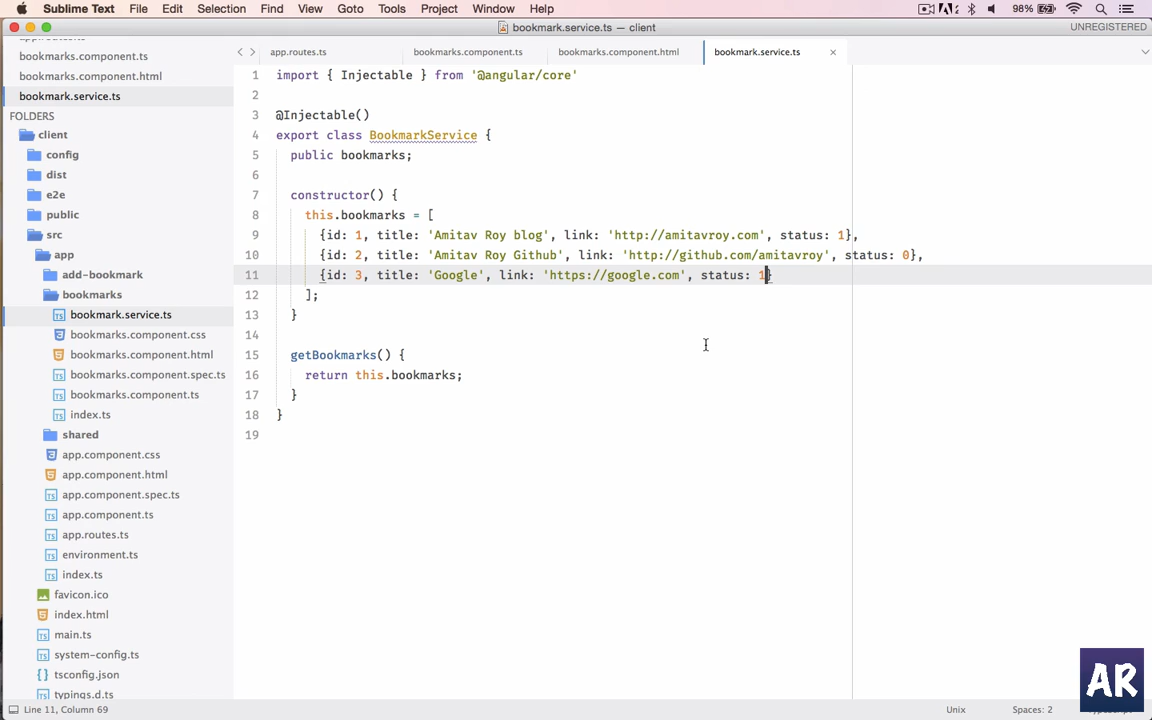 Sublime Text File Edit Selection Find View Goto Tools Project Window Help 98%
bookmark.service.ts — client UNREGISTERED
bookmarks.component.ts
bookmarks.component.html
bookmark.service.ts
FOLDERS
client
config
dist
e2e
public
src
app
add-bookmark
bookmarks
bookmark.service.ts
bookmarks.component.css
bookmarks.component.html
bookmarks.component.spec.ts
bookmarks.component.ts
index.ts
shared
app.component.css
app.component.html
app.component.spec.ts
app.component.ts
app.routes.ts
environment.ts
index.ts
favicon.ico
index.html
main.ts
system-config.ts
tsconfig.json
typings.d.ts
app.routes.ts bookmarks.component.ts bookmarks.component.html bookmark.service.ts ×
1 import { Injectable } from '@angular/core'
2
3 @Injectable()
4 export class BookmarkService {
5 public bookmarks;
6
7 constructor() {
8 this.bookmarks = [
9 {id: 1, title: 'Amitav Roy blog', link: 'http://amitavroy.com', status: 1},
10 {id: 2, title: 'Amitav Roy Github', link: 'http://github.com/amitavroy', status: 0},
11 {id: 3, title: 'Google', link: 'https://google.com', status: 1}
12 ];
13 }
14
15 getBookmarks() {
16 return this.bookmarks;
17 }
18 }
19
AR
Line 11, Column 69 Unix Spaces: 2